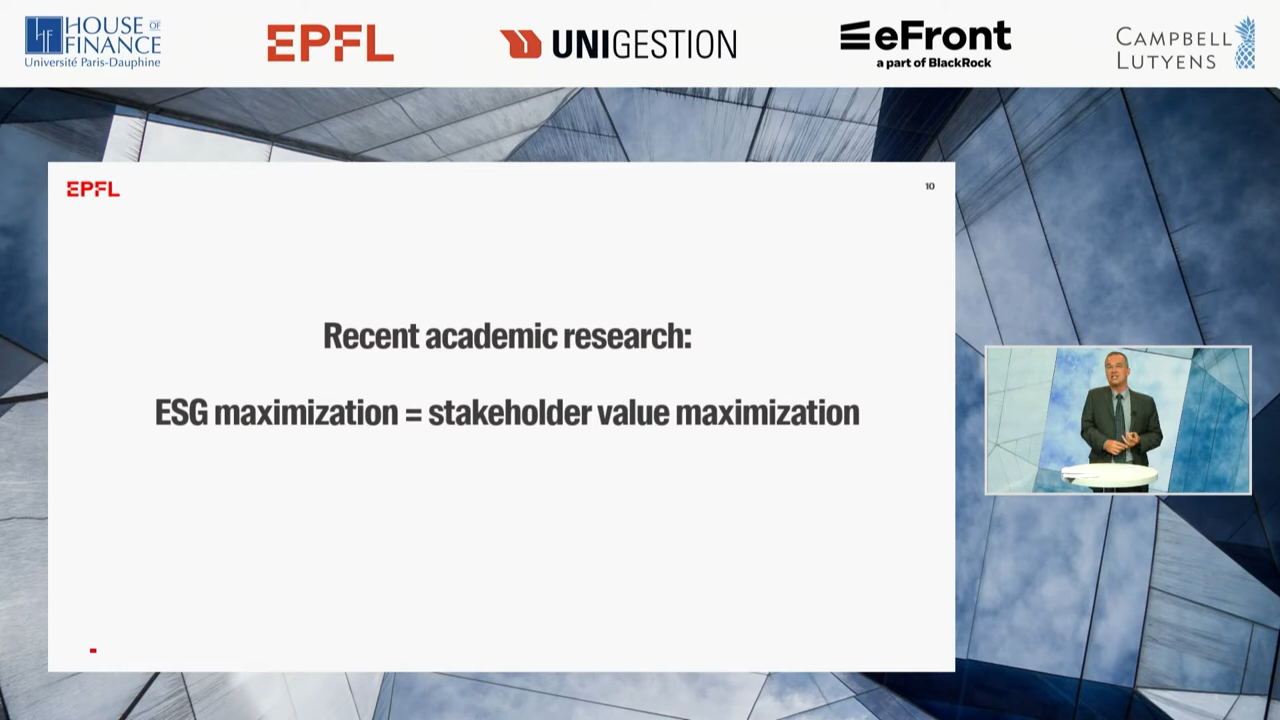 HOUSE OF
FINANCE
Université Paris-Dauphine
EPFL
UNIGESTION
eFront
a part of BlackRock
CAMPBELL
LUTYENS
EPFL
10
Recent academic research:
ESG maximization = stakeholder value maximization